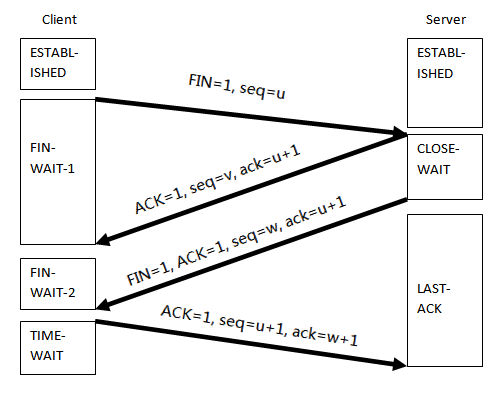 Client
Server
ESTABL-
ISHED
ESTABL-
ISHED
FIN=1, seq=u
FIN-
WAIT-1
CLOSE-
WAIT
ACK=1, seq=v, ack=u+1
FIN=1, ACK=1, seq=w, ack=u+1
FIN-
WAIT-2
LAST-
ACK
ACK=1, seq=u+1, ack=w+1
TIME-
WAIT